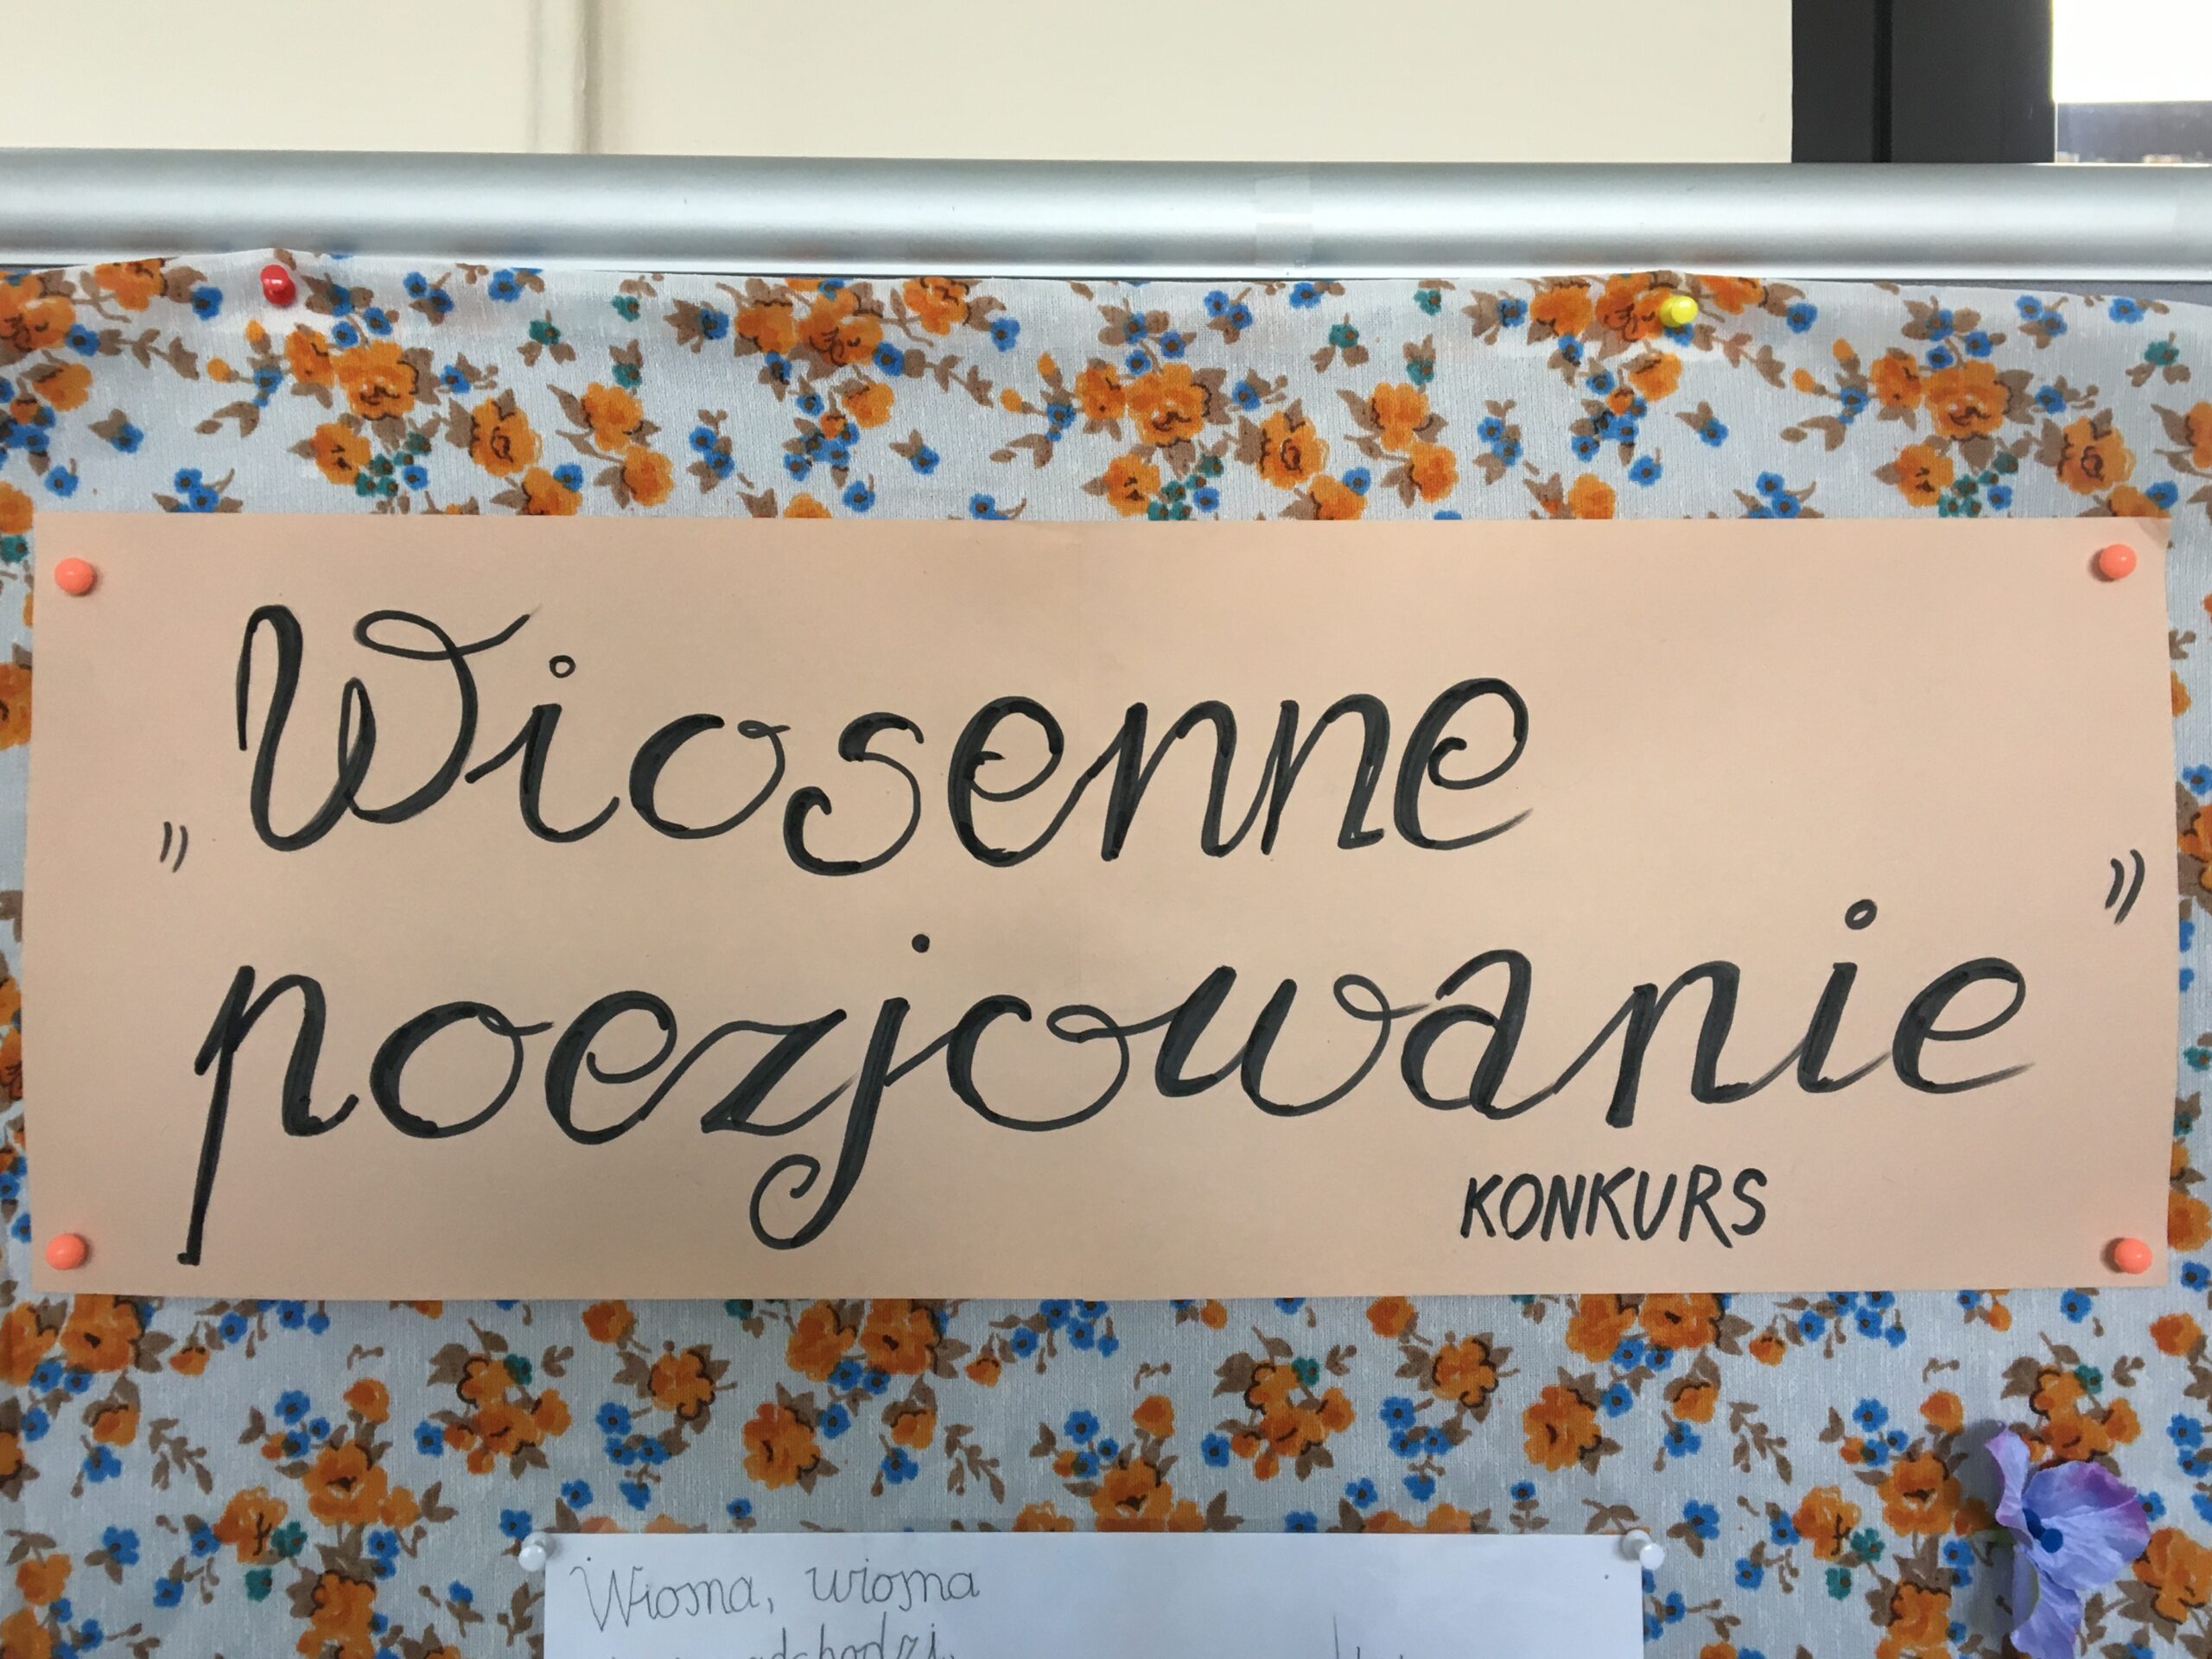 „Wiosenne
poezjowanie”
KONKURS
Wiosna, wiosna